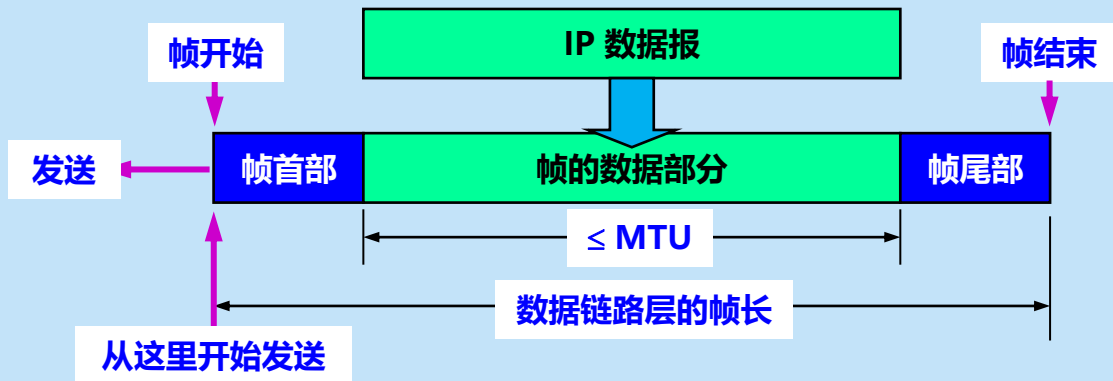 IP 数据报
帧开始
帧结束
发送
帧首部
帧的数据部分
帧尾部
≤ MTU
数据链路层的帧长
从这里开始发送